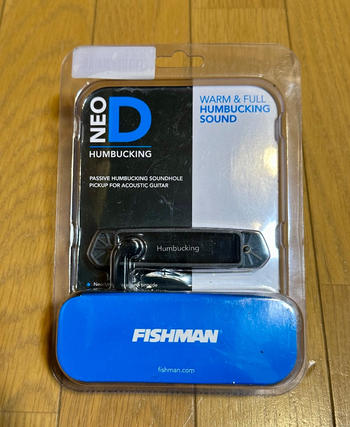 NEO
D
HUMBUCKING
WARM & FULL
HUMBUCKING
SOUND
PASSIVE HUMBUCKING SOUNDHOLE
PICKUP FOR ACOUSTIC GUITAR
Humbucking
FISHMAN
fishman.com